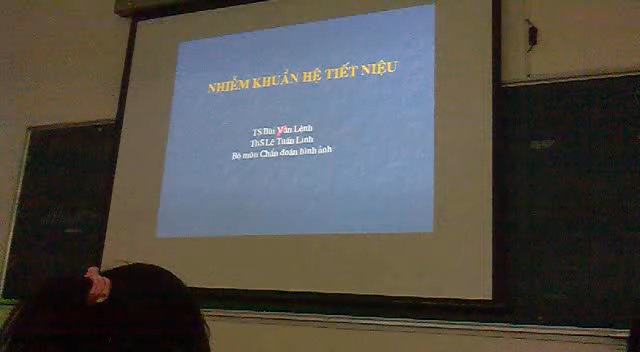 NHIỄM KHUẨN HỆ TIẾT NIỆU
TS Bùi Văn Lệnh
ThS Lê Tuấn Linh
Bộ môn Chẩn đoán hình ảnh